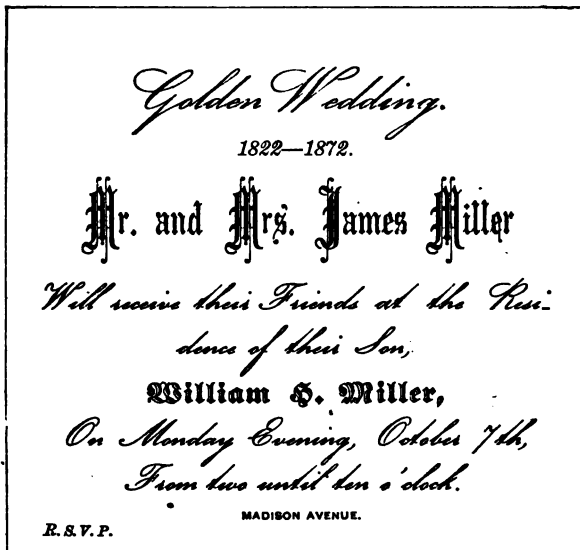 Golden Wedding.
1822—1872.
Mr. and Mrs. James Miller
Will receive their Friends at the Resi-
dence of their Son,
William H. Miller,
On Monday Evening, October 7th,
From two until ten o'clock.
MADISON AVENUE.
R.S.V.P.